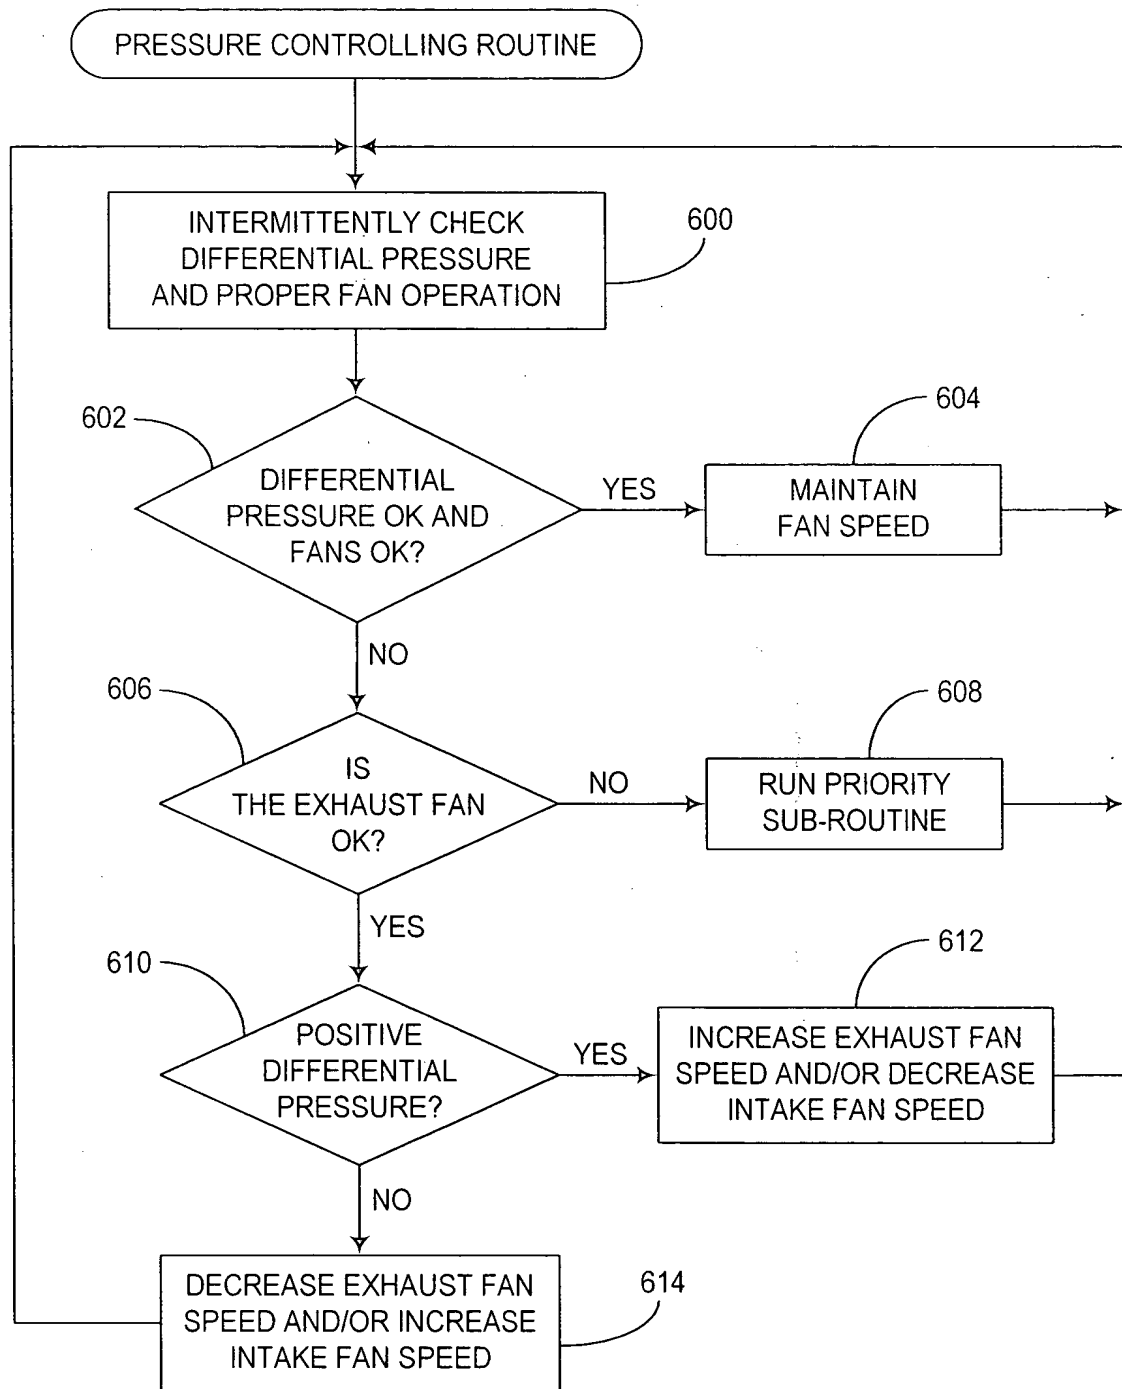 PRESSURE CONTROLLING ROUTINE
INTERMITTENTLY CHECK
DIFFERENTIAL PRESSURE
AND PROPER FAN OPERATION
600
602
DIFFERENTIAL
PRESSURE OK AND
FANS OK?
YES
604
MAINTAIN
FAN SPEED
NO
606
IS
THE EXHAUST FAN
OK?
NO
608
RUN PRIORITY
SUB-ROUTINE
YES
610
POSITIVE
DIFFERENTIAL
PRESSURE?
YES
612
INCREASE EXHAUST FAN
SPEED AND/OR DECREASE
INTAKE FAN SPEED
NO
DECREASE EXHAUST FAN
SPEED AND/OR INCREASE
INTAKE FAN SPEED
614